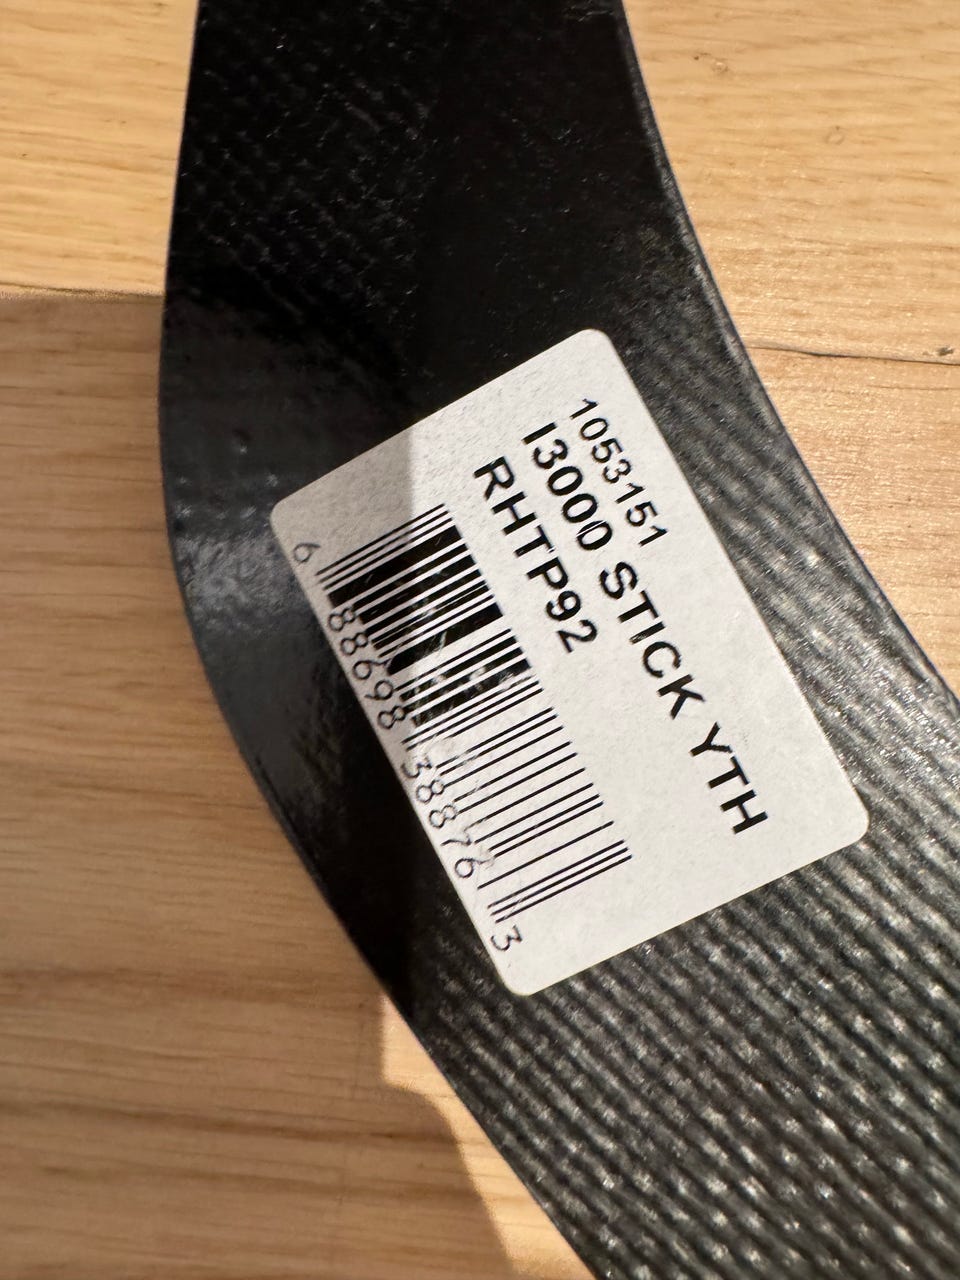 1053151
I3000 STICK YTH
RHTP92
6 88698 38876 3